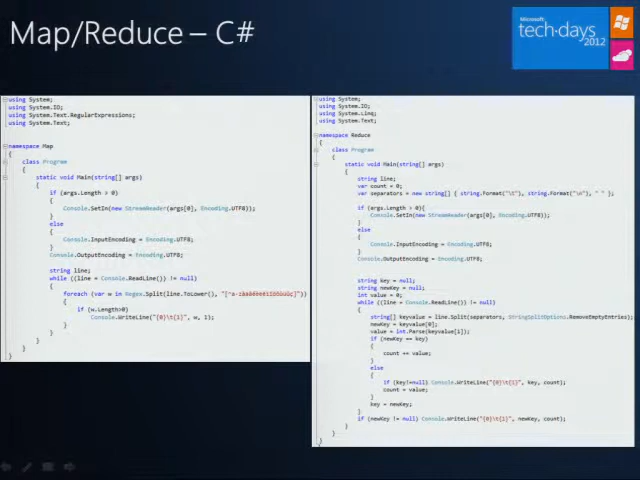 Map/Reduce – C#
Microsoft
tech·days
2012
using System;
using System.IO;
using System.Text.RegularExpressions;
using System.Text;
namespace Map
{
class Program
{
static void Main(string[] args)
{
if (args.Length > 0)
{
Console.SetIn(new StreamReader(args[0], Encoding.UTF8));
}
else
{
Console.InputEncoding = Encoding.UTF8;
}
Console.OutputEncoding = Encoding.UTF8;
string line;
while ((line = Console.ReadLine()) != null)
{
foreach (var w in Regex.Split(line.ToLower(),
{
if (w.Length>0)
Console.WriteLine("{0}\t{1}", w, 1);
}
}
}
}
}
using System;
using System.IO;
using System.Linq;
using System.Text;
namespace Reduce
{
class Program
{
static void Main(string[] args)
{
string line;
var count = 0;
var separators = new string[] { string.Format("\t"), string.Format("\n"), " " };
if (args.Length > 0){
Console.SetIn(new StreamReader(args[0], Encoding.UTF8));
}
else
{
Console.InputEncoding = Encoding.UTF8;
}
Console.OutputEncoding = Encoding.UTF8;
string key = null;
string newKey = null;
int value = 0;
while ((line = Console.ReadLine()) != null)
{
string[] keyvalue = line.Split(separators, StringSplitOptions.RemoveEmptyEntries);
newKey = keyvalue[0];
value = int.Parse(keyvalue[1]);
if (newKey == key)
{
count += value;
}
else
{
if (key!=null) Console.WriteLine("{0}\t{1}", key, count);
count = value;
}
key = newKey;
}
if (newKey != null) Console.WriteLine("{0}\t{1}", newKey, count);
}
}
}